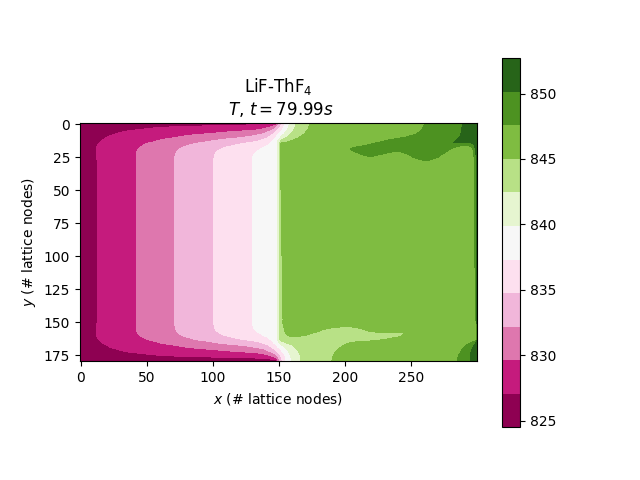 LiF-ThF₄
T, t = 79.99s
0
25
50
75
100
125
150
175
y (# lattice nodes)
0 50 100 150 200 250
x (# lattice nodes)
850
845
840
835
830
825